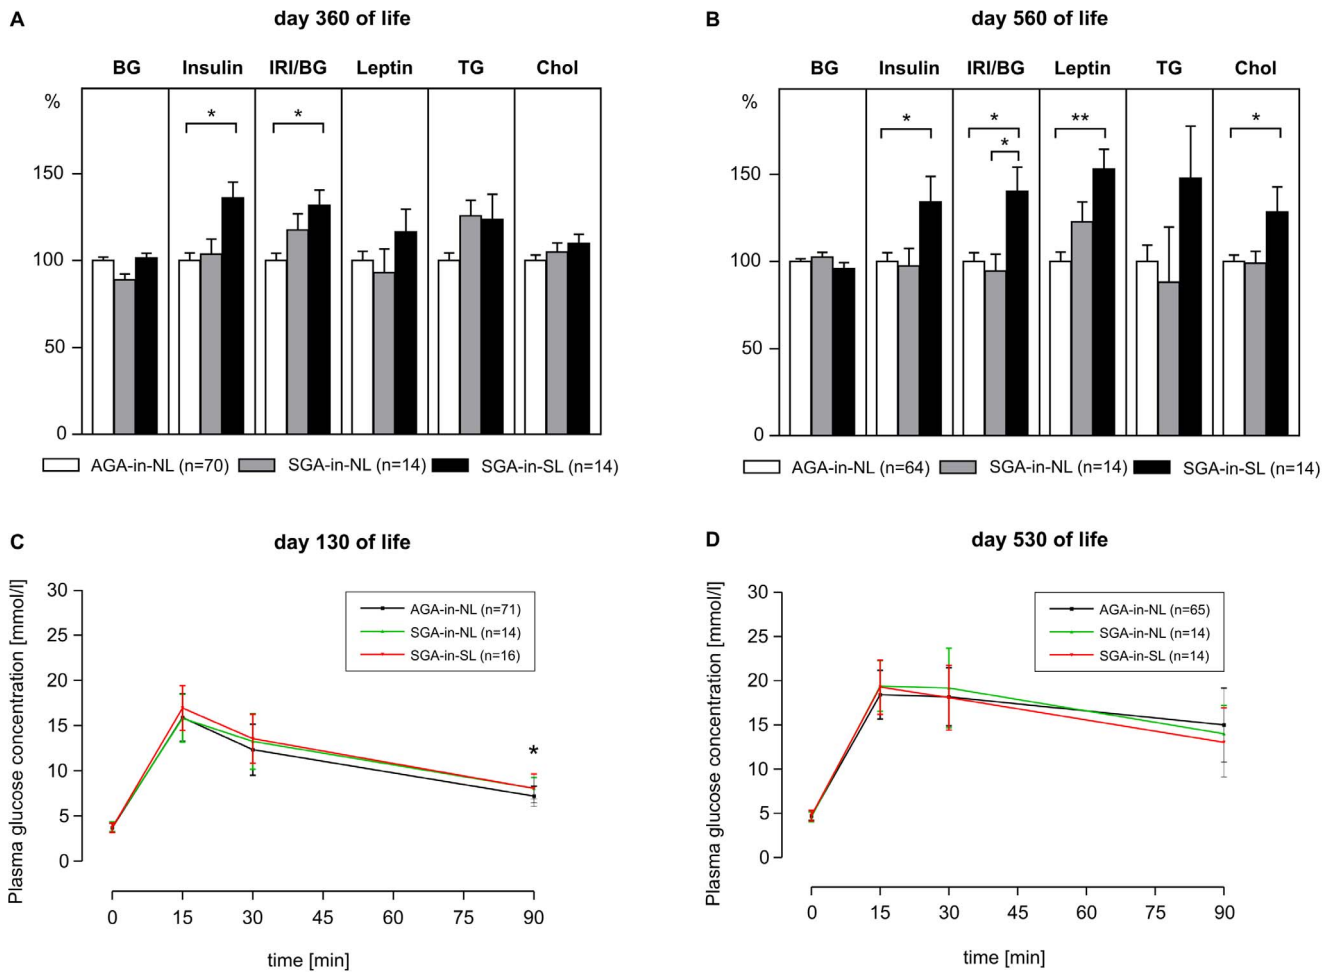 A
day 360 of life
BG Insulin IRI/BG Leptin TG Chol
%
* *
150
100
50
0
AGA-in-NL (n=70) SGA-in-NL (n=14) SGA-in-SL (n=14)
B
day 560 of life
BG Insulin IRI/BG Leptin TG Chol
%
* * ** *
*
150
100
50
0
AGA-in-NL (n=64) SGA-in-NL (n=14) SGA-in-SL (n=14)
C
day 130 of life
Plasma glucose concentration [mmol/l]
30
25
20
15
10
5
0
AGA-in-NL (n=71)
SGA-in-NL (n=14)
SGA-in-SL (n=16)
*
0 15 30 45 60 75 90
time [min]
D
day 530 of life
Plasma glucose concentration [mmol/l]
30
25
20
15
10
5
0
AGA-in-NL (n=65)
SGA-in-NL (n=14)
SGA-in-SL (n=14)
0 15 30 45 60 75 90
time [min]